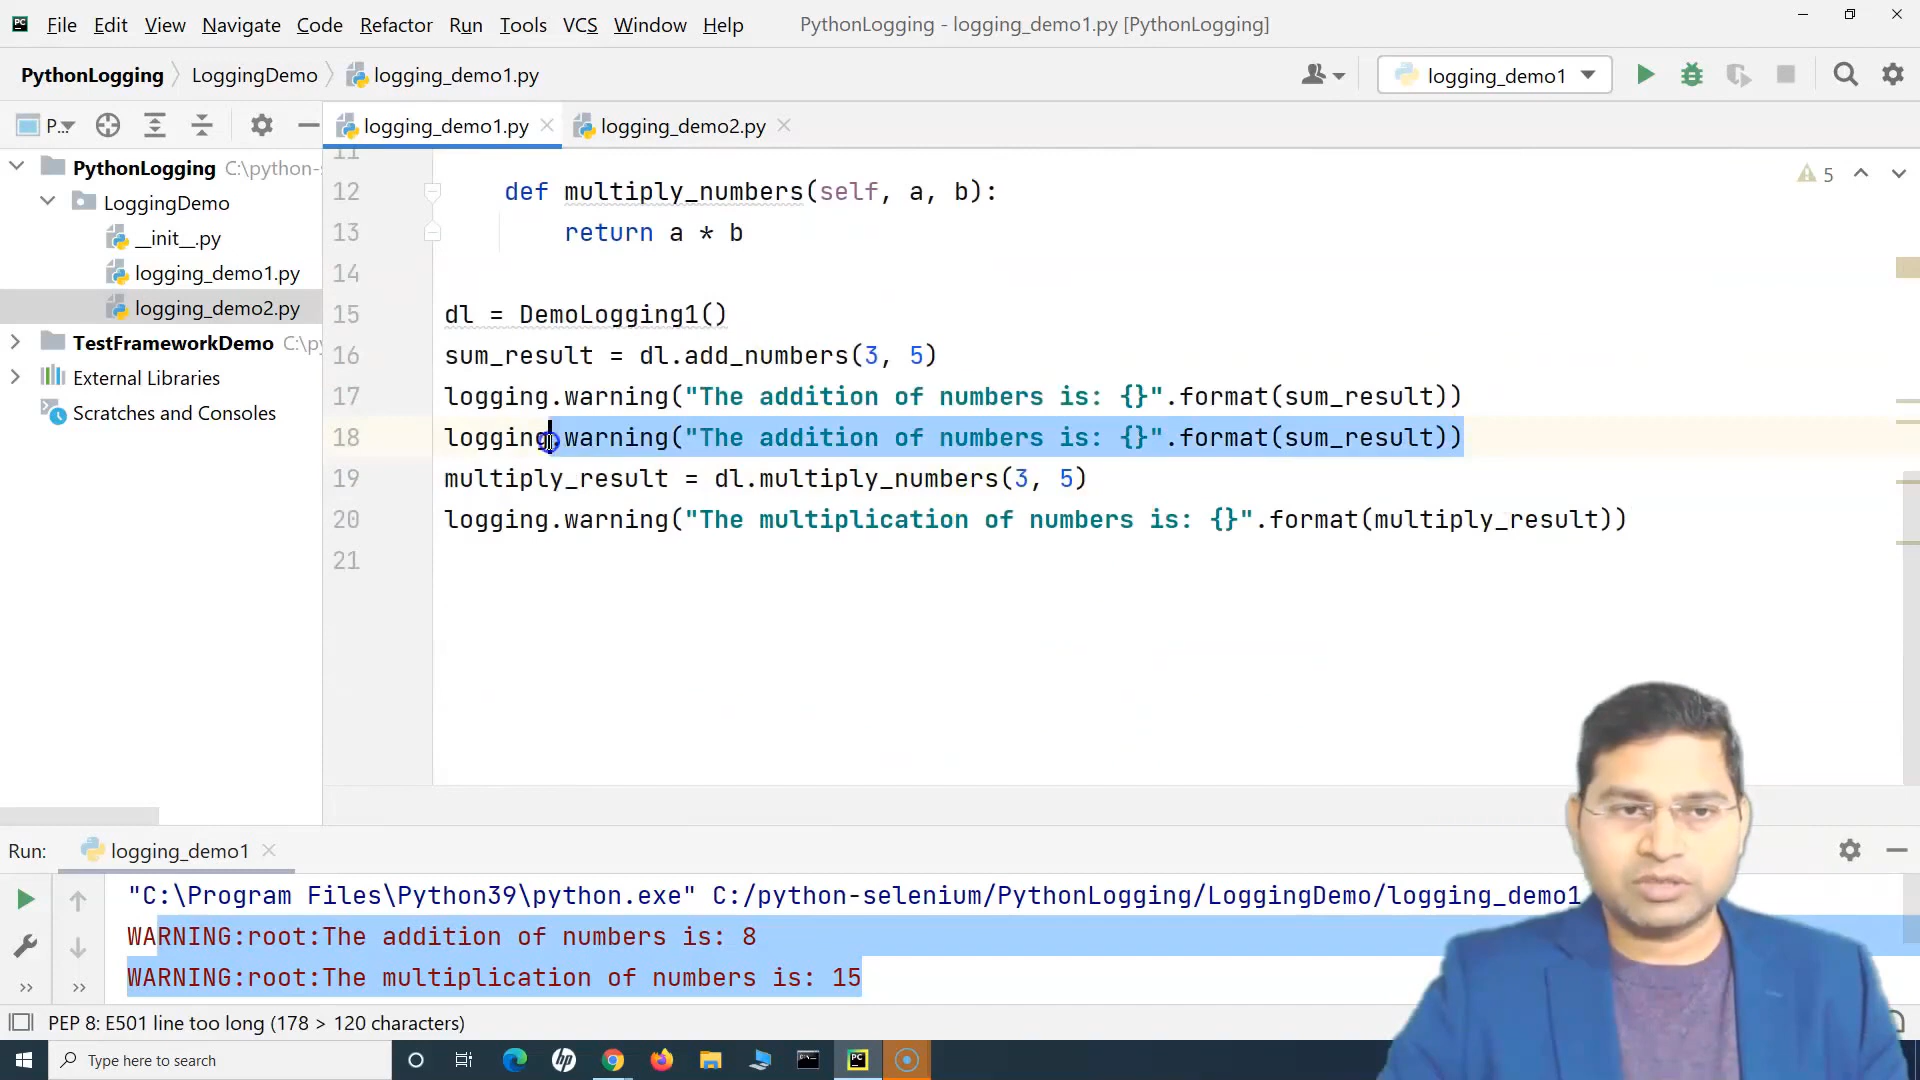 File Edit View Navigate Code Refactor Run Tools VCS Window Help PythonLogging - logging_demo1.py [PythonLogging]
PythonLogging LoggingDemo logging_demo1.py logging_demo1
P... logging_demo1.py logging_demo2.py
PythonLogging C:\python-s
LoggingDemo
__init__.py
logging_demo1.py
logging_demo2.py
TestFrameworkDemo C:\py
External Libraries
Scratches and Consoles
5
11
12 def multiply_numbers(self, a, b):
13 return a * b
14
15 dl = DemoLogging1()
16 sum_result = dl.add_numbers(3, 5)
17 logging.warning("The addition of numbers is: {}".format(sum_result))
18 logging.warning("The addition of numbers is: {}".format(sum_result))
19 multiply_result = dl.multiply_numbers(3, 5)
20 logging.warning("The multiplication of numbers is: {}".format(multiply_result))
21
Run: logging_demo1
"C:\Program Files\Python39\python.exe" C:/python-selenium/PythonLogging/LoggingDemo/logging_demo1
WARNING:root:The addition of numbers is: 8
WARNING:root:The multiplication of numbers is: 15
PEP 8: E501 line too long (178 > 120 characters)
Type here to search